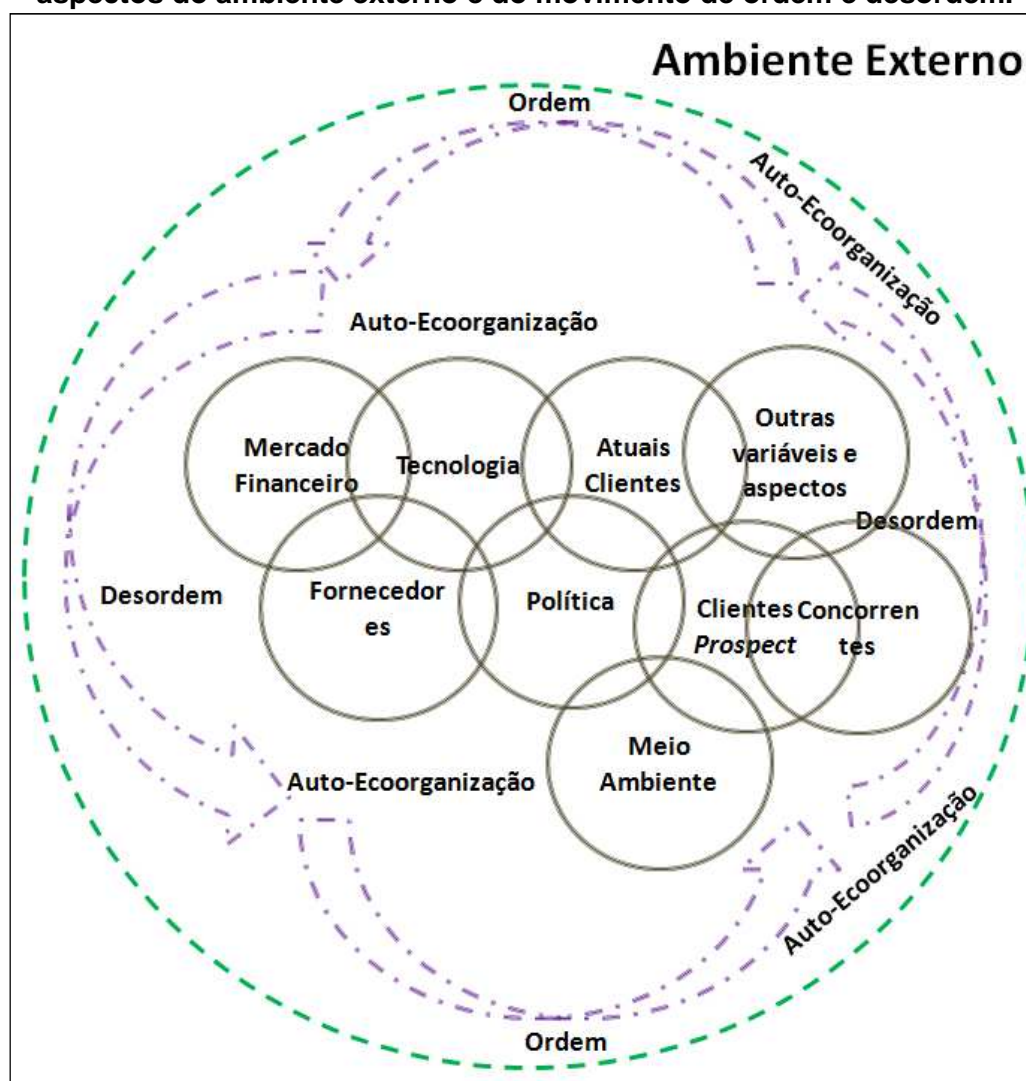 aspectos do ambiente externo e do movimento de ordem e desordem.
Ambiente Externo
Ordem
Auto-Ecoorganização
Auto-Ecoorganização
Mercado
Financeiro
Tecnologia
Atuais
Clientes
Outras
variáveis e
aspectos
Desordem
Desordem
Fornecedor
es
Política
Clientes
Prospect
Concorren
tes
Meio
Ambiente
Auto-Ecoorganização
Auto-Ecoorganização
Ordem